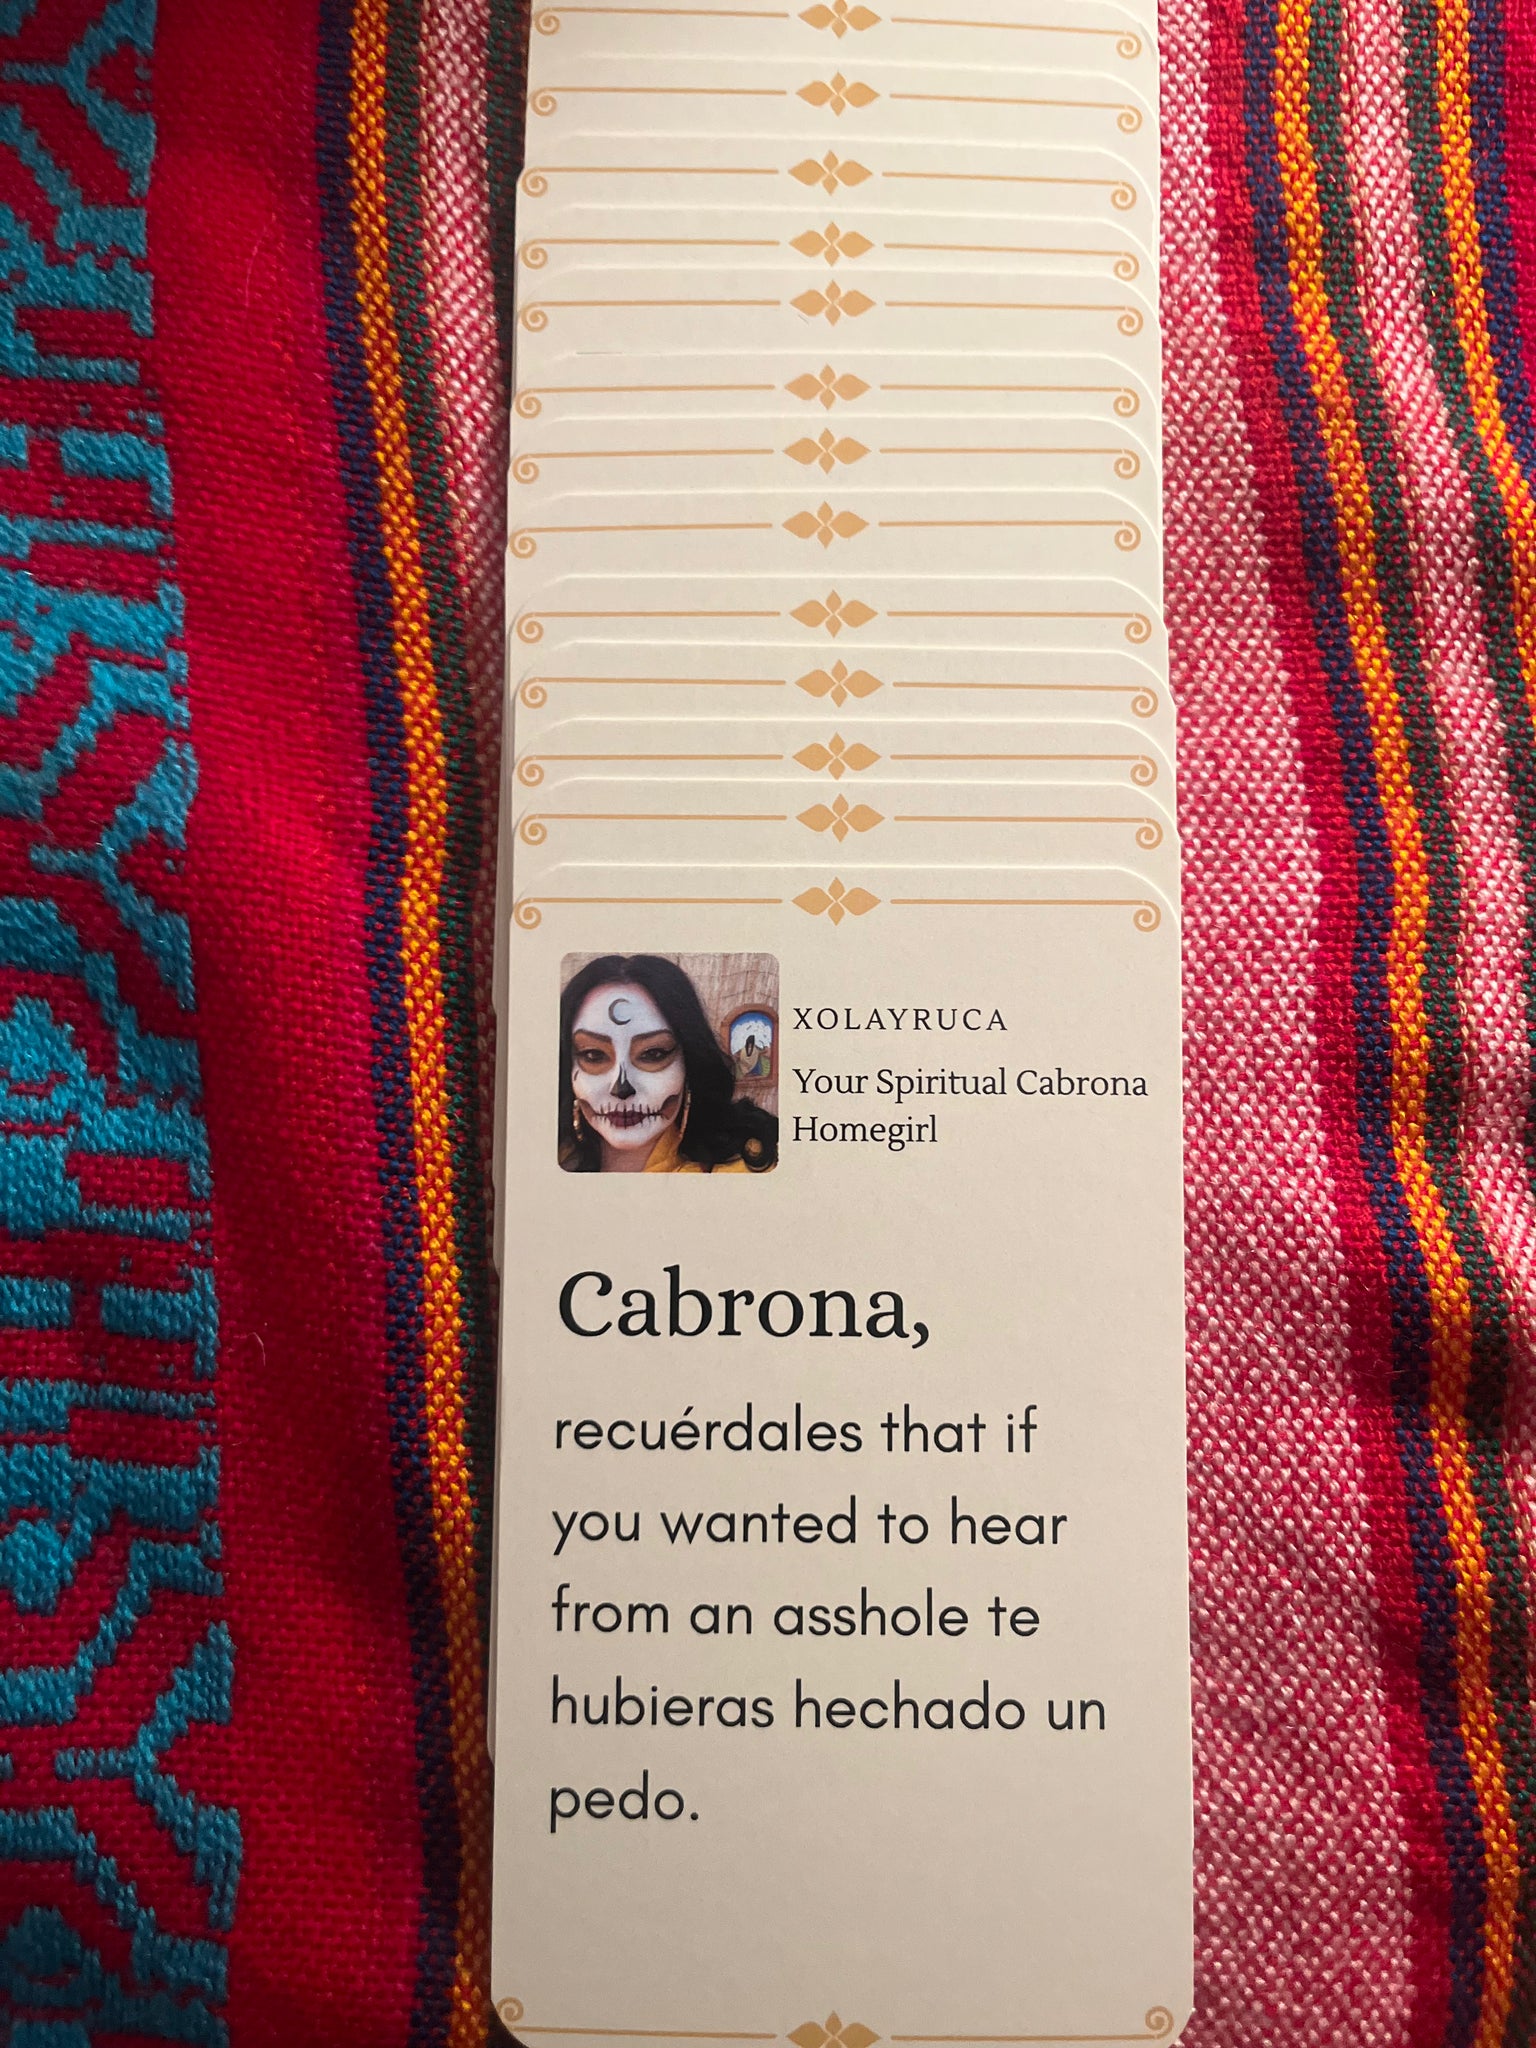 XOLAYRUCA
Your Spiritual Cabrona
Homegirl
Cabrona,
recuérdales that if
you wanted to hear
from an asshole te
hubieras hechado un
pedo.